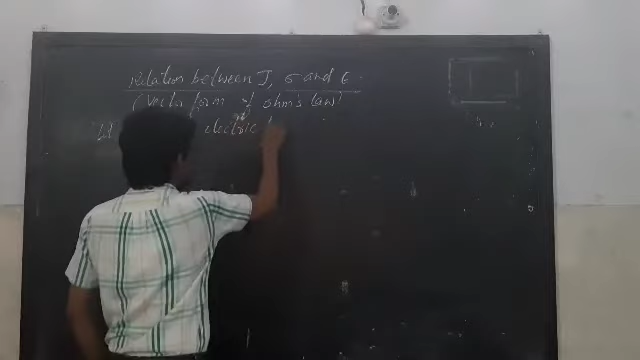 Relation between J, σ and E.
(Vector form of ohm's law)
electric